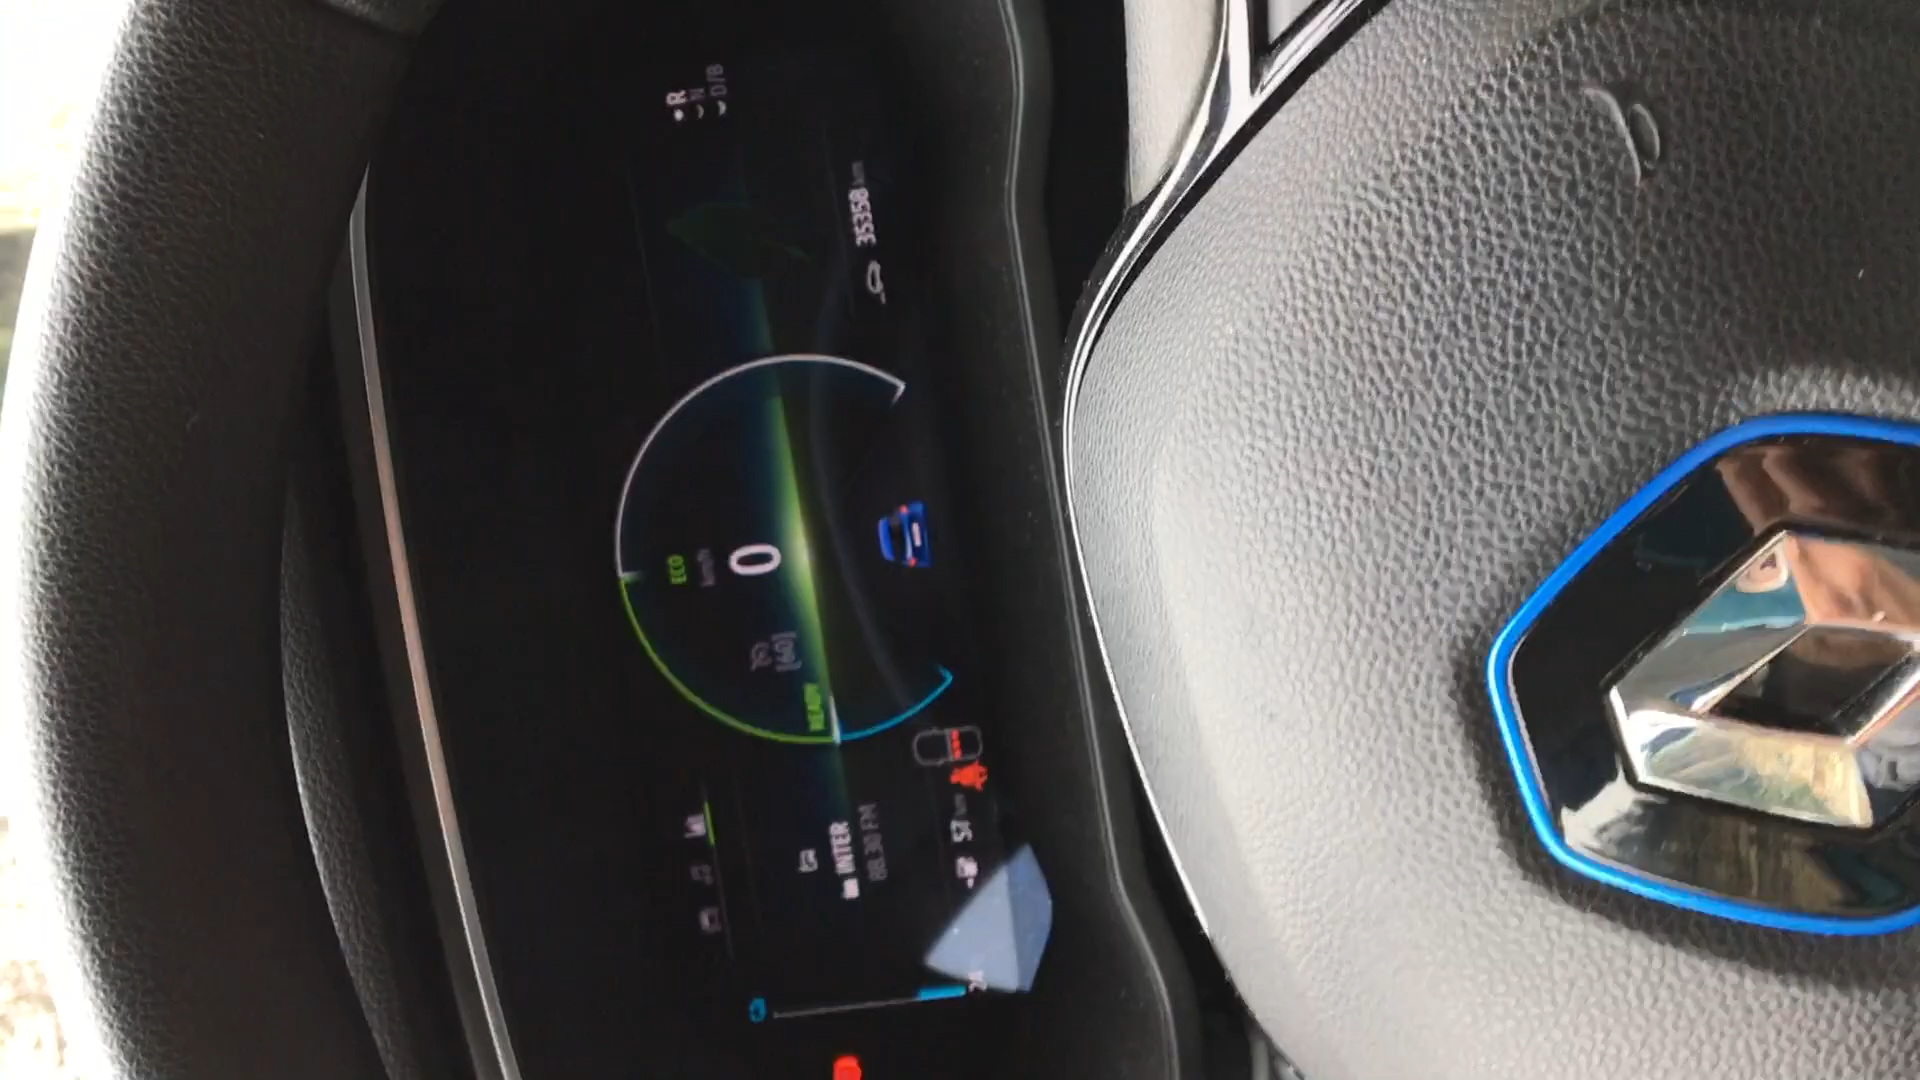 ECO
km/h
0
READY
INTER
88.30 FM
57 km
35358 km
R
N
D/B